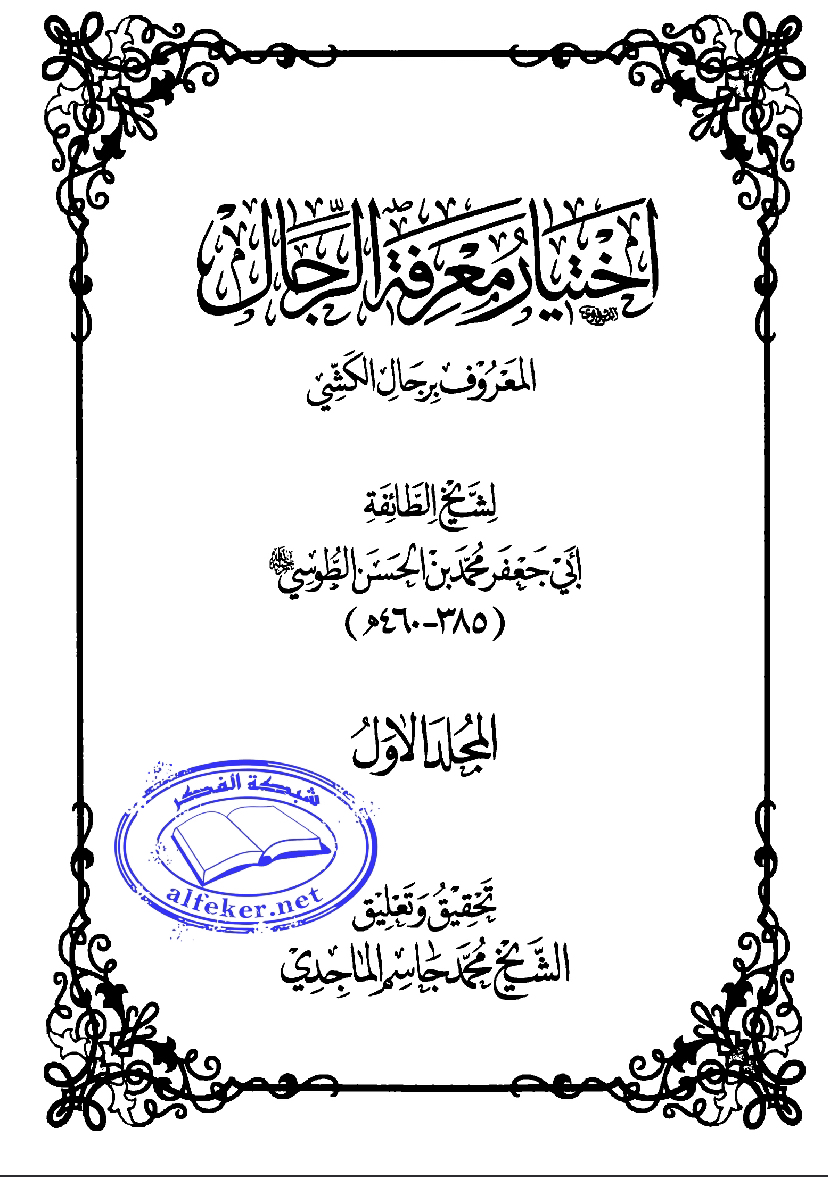 اختيار معرفة الرجال
المعروف برجال الكشي
لشيخ الطائفة
أبي جعفر محمد بن الحسن الطوسي
(٣٨٥-٤٦٠هـ)
المجلد الأول
شبكة الفكر
alfeker.net
تحقيق وتعليق
الشيخ محمد جاسم الماجدي